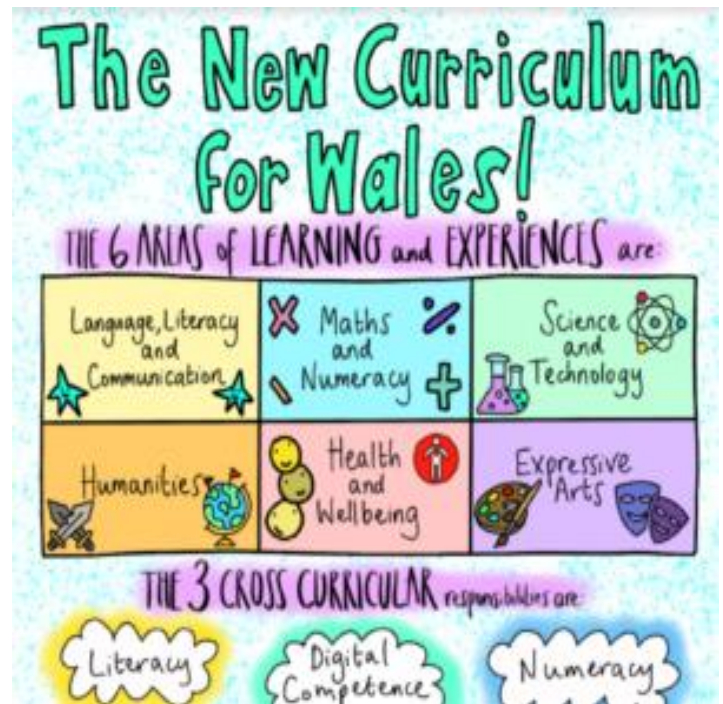 The New Curriculum
for Wales!
THE 6 AREAS of LEARNING and EXPERIENCES are:
Language, Literacy
and
Communication
Maths
and
Numeracy
Science
and
Technology
Humanities
Health
and
Wellbeing
Expressive
Arts
THE 3 CROSS CURRICULAR responsibilities are:
Literacy
Digital
Competence
Numeracy